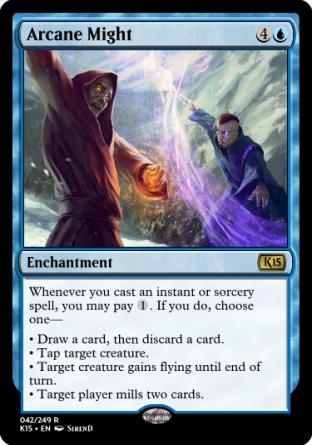 Arcane Might 4
Enchantment K15
Whenever you cast an instant or sorcery
spell, you may pay 1. If you do, choose
one—
• Draw a card, then discard a card.
• Tap target creature.
• Target creature gains flying until end of
turn.
• Target player mills two cards.
042/249 R
K15 • EN SirenD